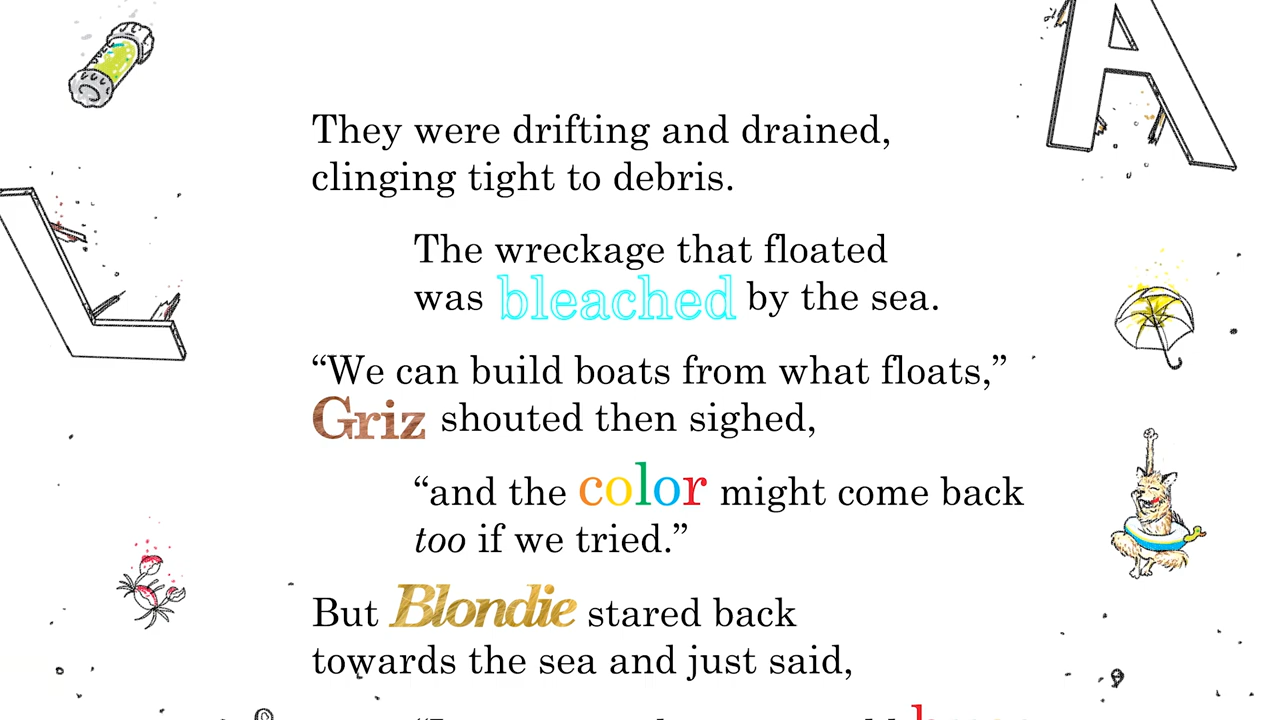 They were drifting and drained,
clinging tight to debris.
The wreckage that floated
was bleached by the sea.
“We can build boats from what floats,”
Griz shouted then sighed,
“and the color might come back
too if we tried.”
But Blondie stared back
towards the sea and just said,
L
A